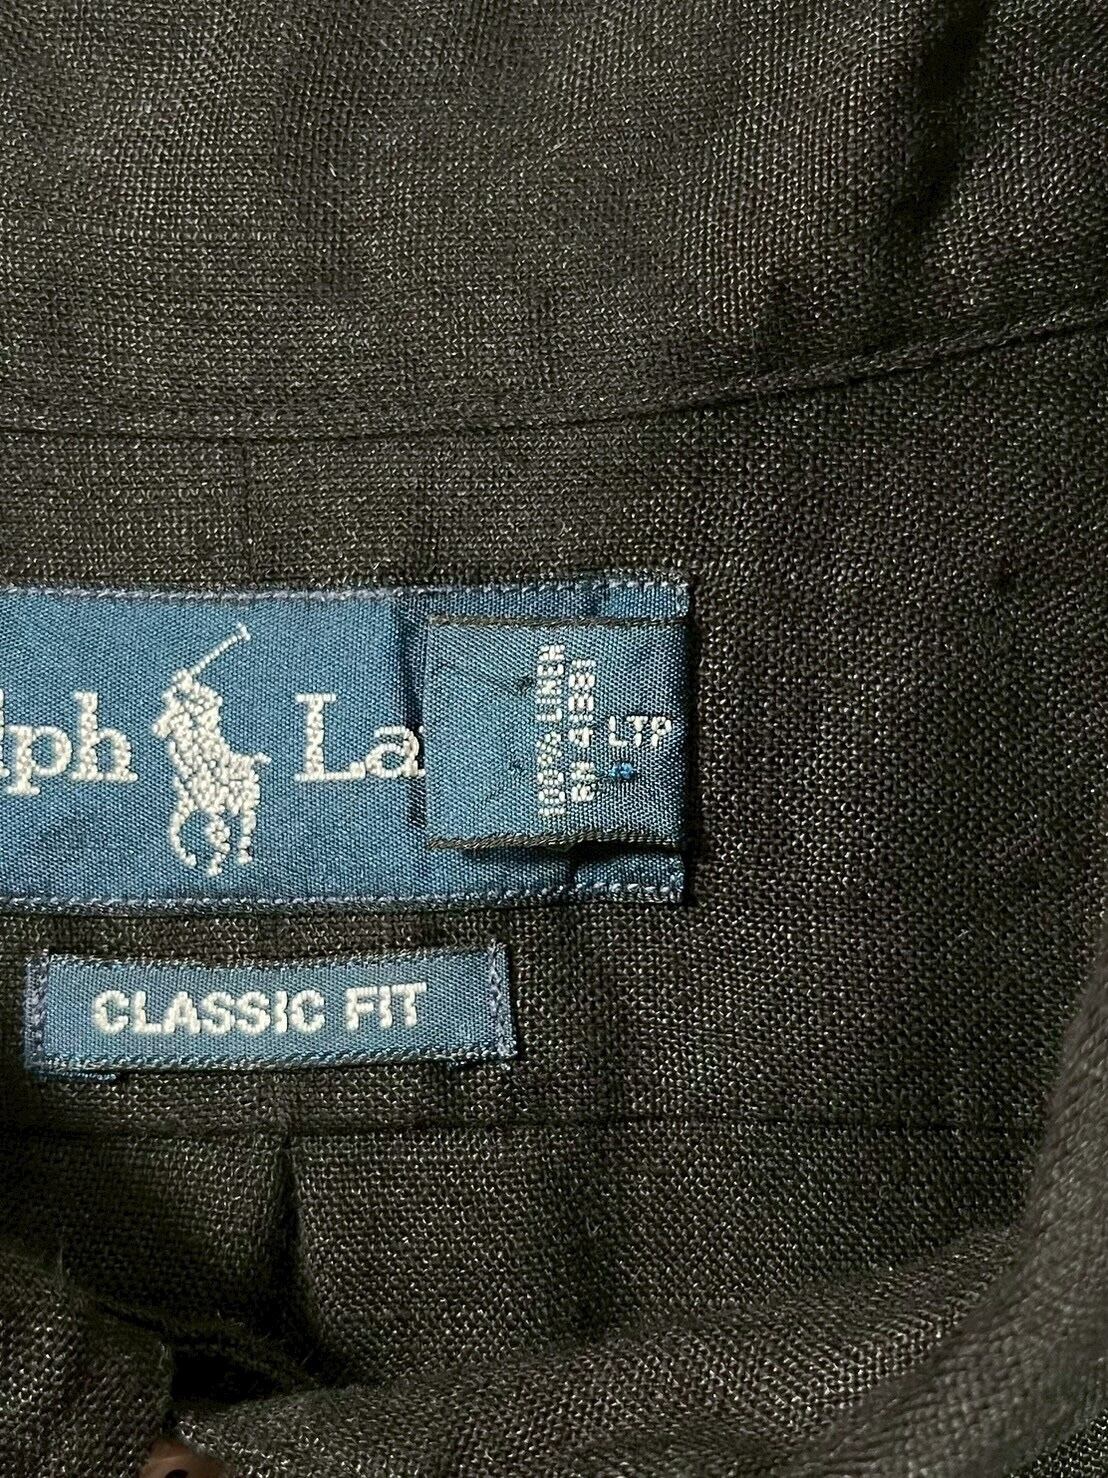 lph La
100% LINEN
RN 41381
LTP
CLASSIC FIT